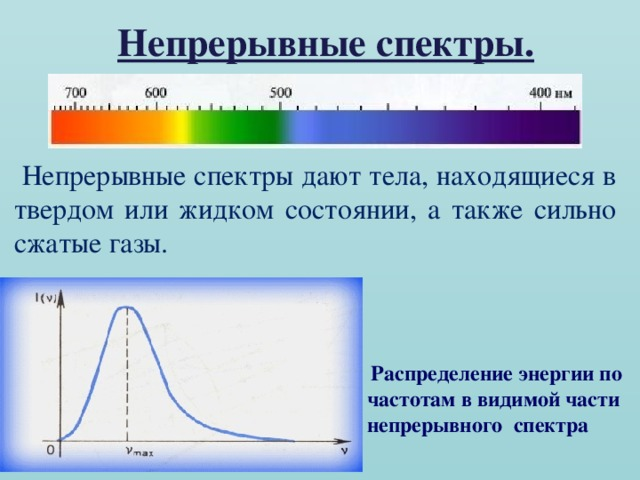 Непрерывные спектры.
700 600 500 400 нм
Непрерывные спектры дают тела, находящиеся в
твердом или жидком состоянии, а также сильно
сжатые газы.
I(ν)
0 νmax ν
Распределение энергии по
частотам в видимой части
непрерывного спектра